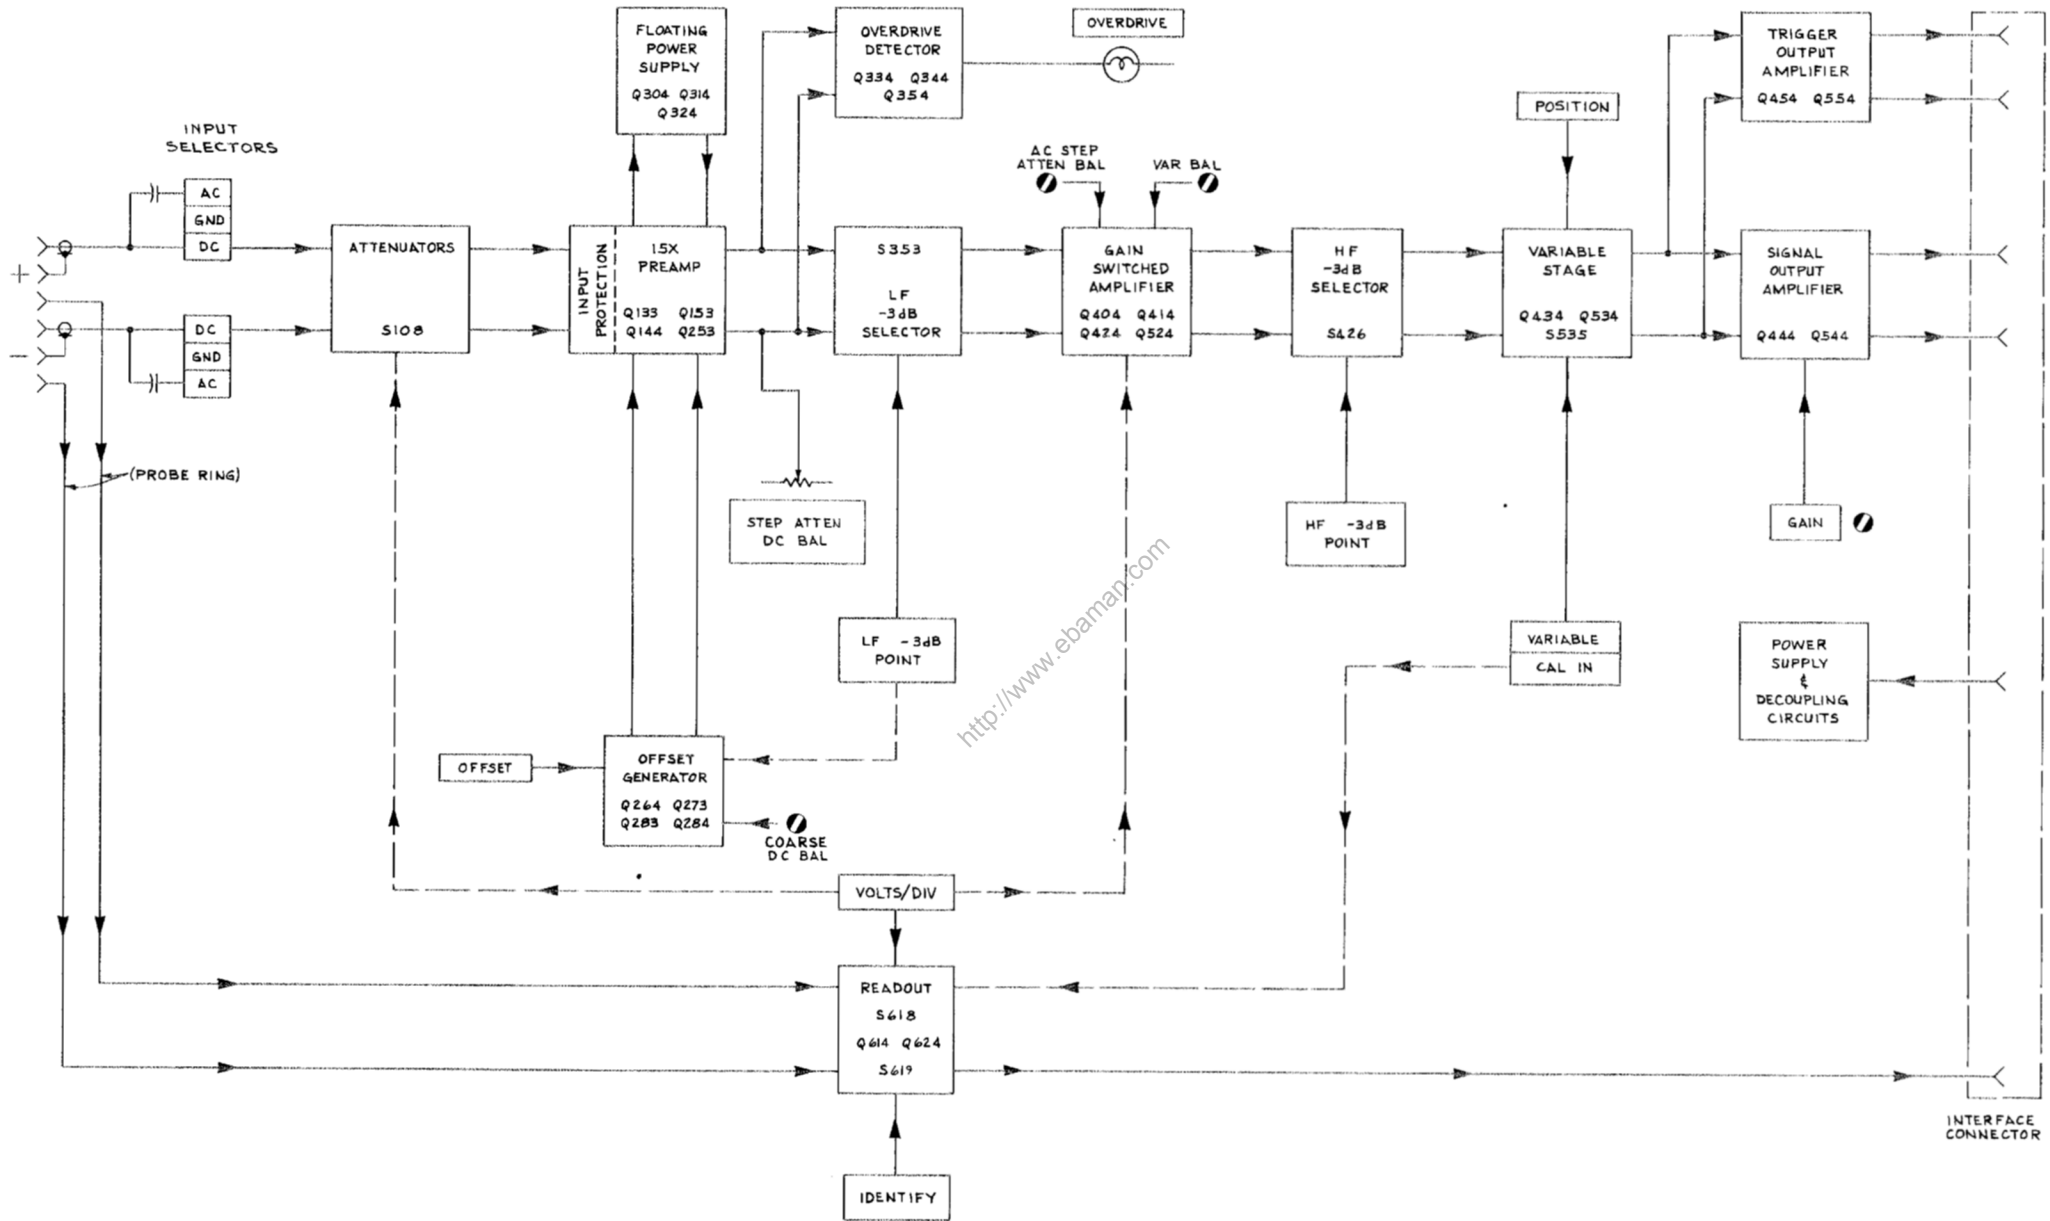 FLOATING
POWER
SUPPLY
Q304 Q314
Q324
OVERDRIVE
DETECTOR
Q334 Q344
Q354
OVERDRIVE
TRIGGER
OUTPUT
AMPLIFIER
Q454 Q554
POSITION
INPUT
SELECTORS
AC
GND
DC
+
DC
GND
AC
—
(PROBE RING)
ATTENUATORS
S108
INPUT
PROTECTION
1.5X
PREAMP
Q133 Q153
Q144 Q253
S353
LF
-3dB
SELECTOR
AC STEP
ATTEN BAL
VAR BAL
GAIN
SWITCHED
AMPLIFIER
Q404 Q414
Q424 Q524
HF
-3dB
SELECTOR
S426
VARIABLE
STAGE
Q434 Q534
S535
SIGNAL
OUTPUT
AMPLIFIER
Q444 Q544
STEP ATTEN
DC BAL
HF -3dB
POINT
GAIN
LF -3dB
POINT
VARIABLE
CAL IN
POWER
SUPPLY
&
DECOUPLING
CIRCUITS
OFFSET
OFFSET
GENERATOR
Q264 Q273
Q283 Q284
COARSE
DC BAL
VOLTS/DIV
READOUT
S618
Q614 Q624
S619
IDENTIFY
INTERFACE
CONNECTOR
http://www.ebaman.com